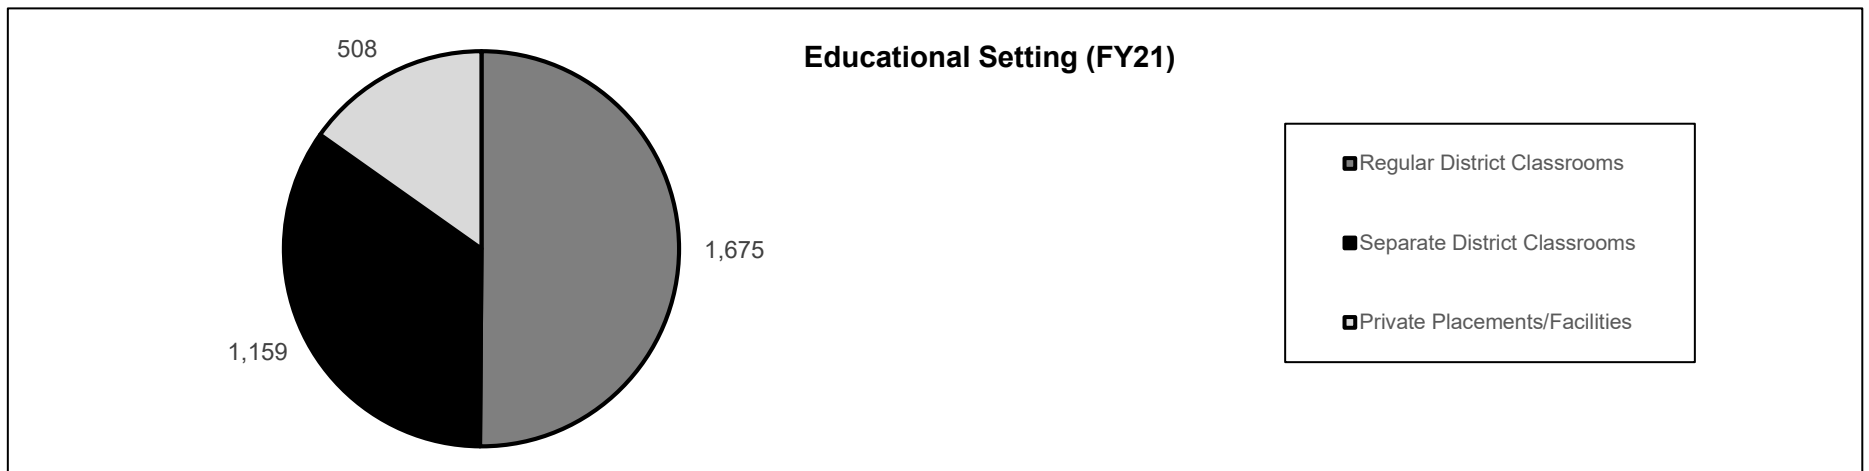 508
Educational Setting (FY21)
1,675
1,159
Regular District Classrooms
Separate District Classrooms
Private Placements/Facilities